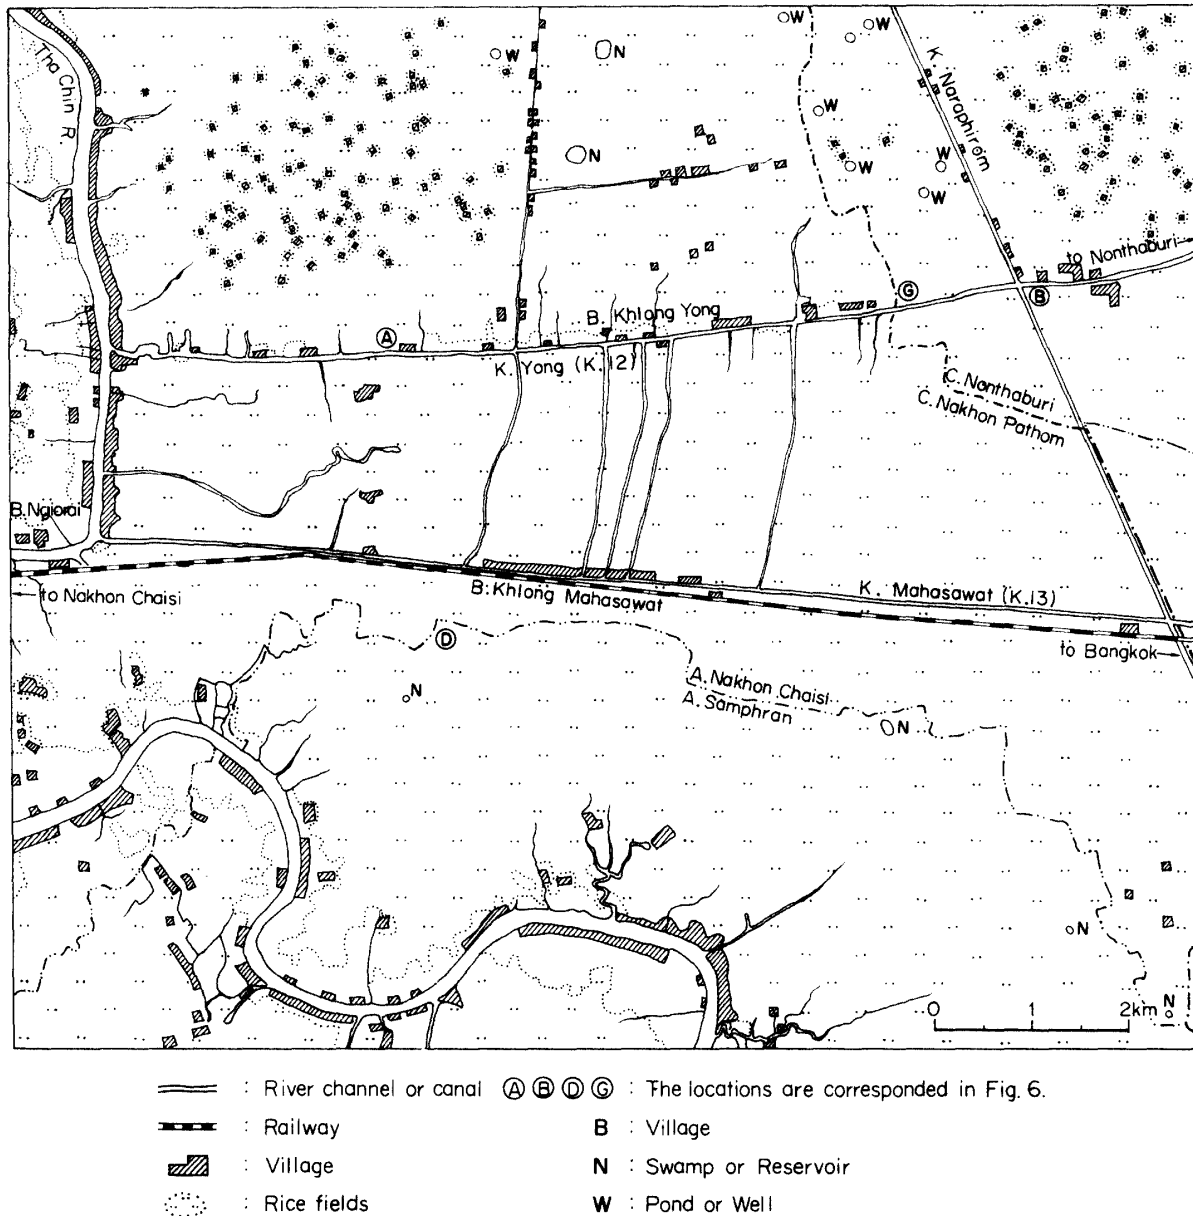 W
N
W
W
Tha Chin R.
K. Naraphirom
W
N
W
W
W
to Nonthaburi
G
B
B. Khlong Yong
A
K. Yong (K.12)
C. Nonthaburi
C. Nakhon Pathom
B. Ngiorai
to Nakhon Chaisi
B. Khlong Mahasawat
K. Mahasawat (K.13)
to Bangkok
D
N
A. Nakhon Chaisi
A. Samphran
N
N
0 2km
N
: River channel or canal A B D G : The locations are corresponded in Fig. 6.
: Railway B : Village
: Village N : Swamp or Reservoir
: Rice fields W : Pond or Well